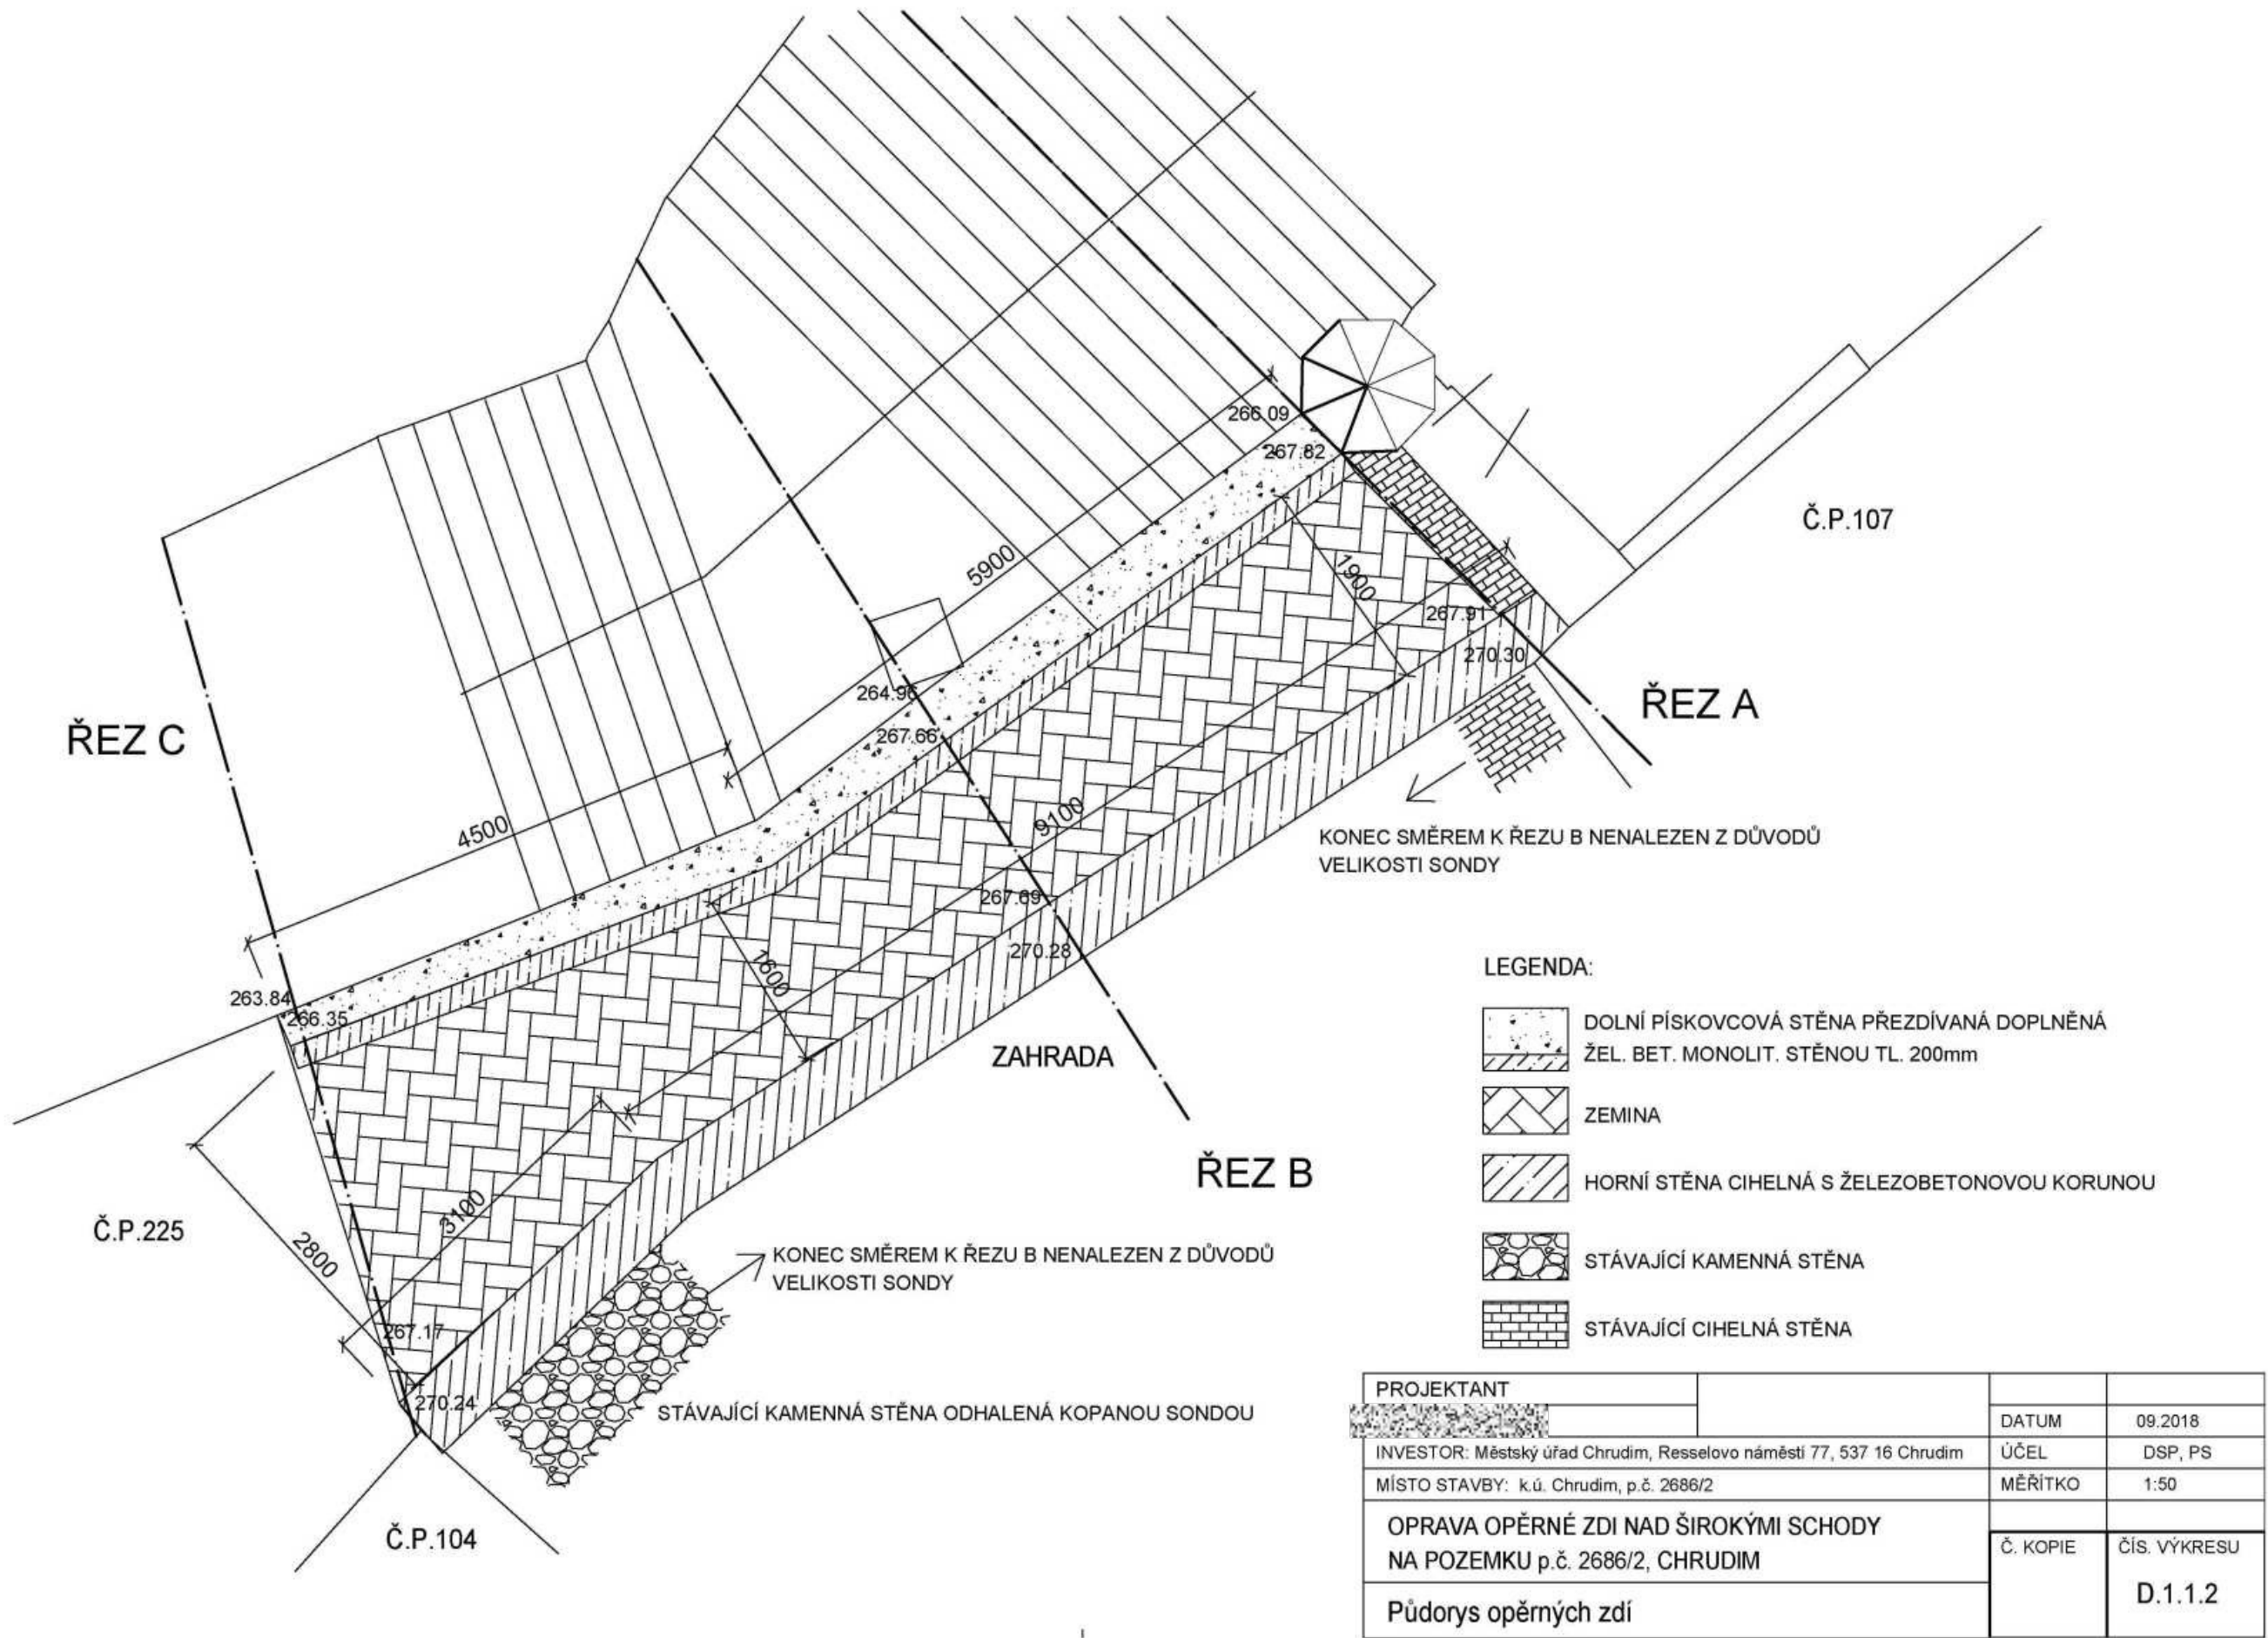 266.09
267.82
Č.P.107
5900
1900
267.91
270.30
264.96
267.66
ŘEZ A
ŘEZ C
4500
9100
KONEC SMĚREM K ŘEZU B NENALEZEN Z DŮVODŮ
VELIKOSTI SONDY
267.69
270.28
1600
263.84
266.35
ZAHRADA
ŘEZ B
LEGENDA:
DOLNÍ PÍSKOVCOVÁ STĚNA PŘEZDÍVANÁ DOPLNĚNÁ
ŽEL. BET. MONOLIT. STĚNOU TL. 200mm
ZEMINA
HORNÍ STĚNA CIHELNÁ S ŽELEZOBETONOVOU KORUNOU
STÁVAJÍCÍ KAMENNÁ STĚNA
STÁVAJÍCÍ CIHELNÁ STĚNA
Č.P.225
2800
3100
KONEC SMĚREM K ŘEZU B NENALEZEN Z DŮVODŮ
VELIKOSTI SONDY
267.17
270.24
STÁVAJÍCÍ KAMENNÁ STĚNA ODHALENÁ KOPANOU SONDOU
Č.P.104
PROJEKTANT
DATUM 09.2018
INVESTOR: Městský úřad Chrudim, Resselovo náměstí 77, 537 16 Chrudim
ÚČEL DSP, PS
MÍSTO STAVBY: k.ú. Chrudim, p.č. 2686/2
MĚŘÍTKO 1:50
OPRAVA OPĚRNÉ ZDI NAD ŠIROKÝMI SCHODY
NA POZEMKU p.č. 2686/2, CHRUDIM
Č. KOPIE
ČÍS. VÝKRESU
D.1.1.2
Půdorys opěrných zdí